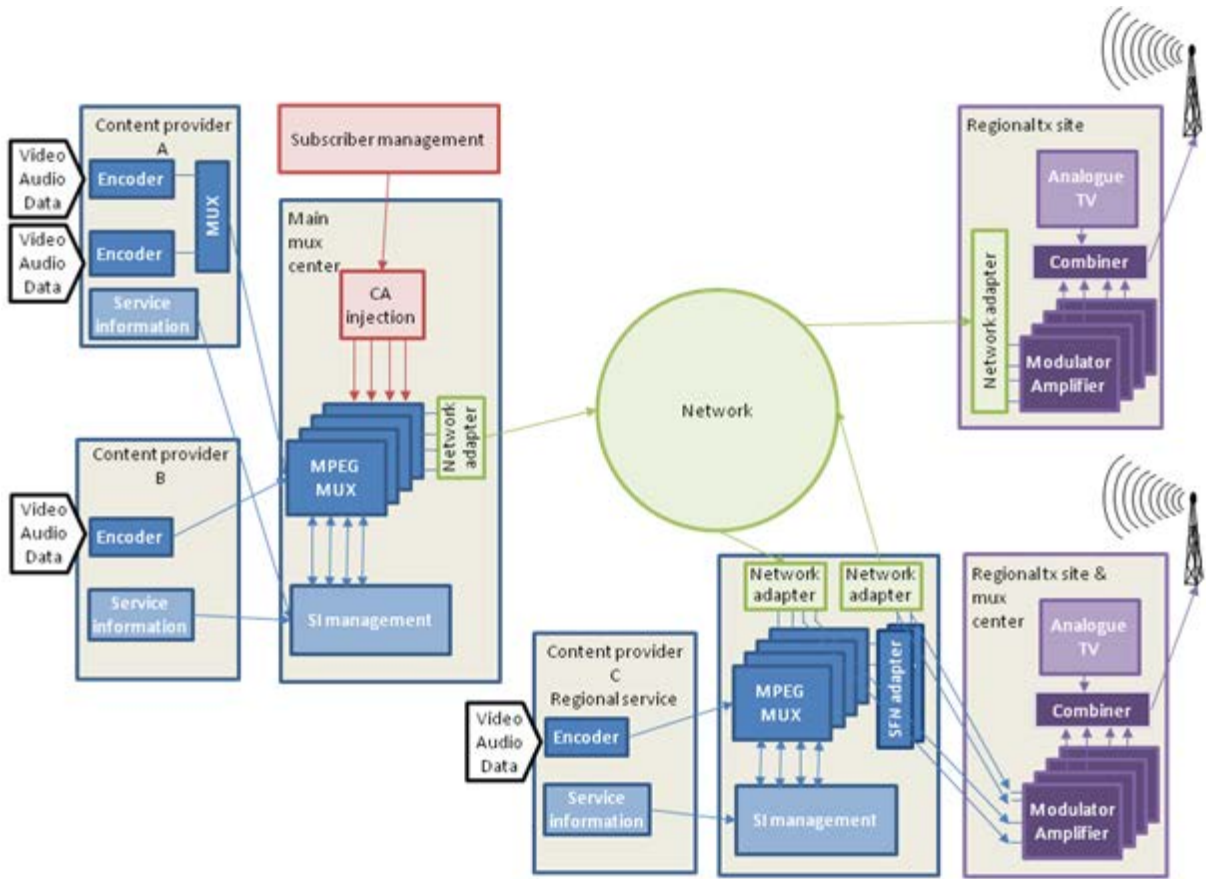 Content provider
A
Video
Audio
Data
Encoder
MUX
Video
Audio
Data
Encoder
Service
information
Content provider
B
Video
Audio
Data
Encoder
Service
information
Subscriber management
Main
mux
center
CA
injection
MPEG
MUX
Network
adapter
SI management
Network
Regional tx site
Analogue
TV
Combiner
Network adapter
Modulator
Amplifier
Content provider
C
Regional service
Video
Audio
Data
Encoder
Service
information
Network
adapter
Network
adapter
MPEG
MUX
SFN adapter
SI management
Regional tx site &
mux
center
Analogue
TV
Combiner
Modulator
Amplifier